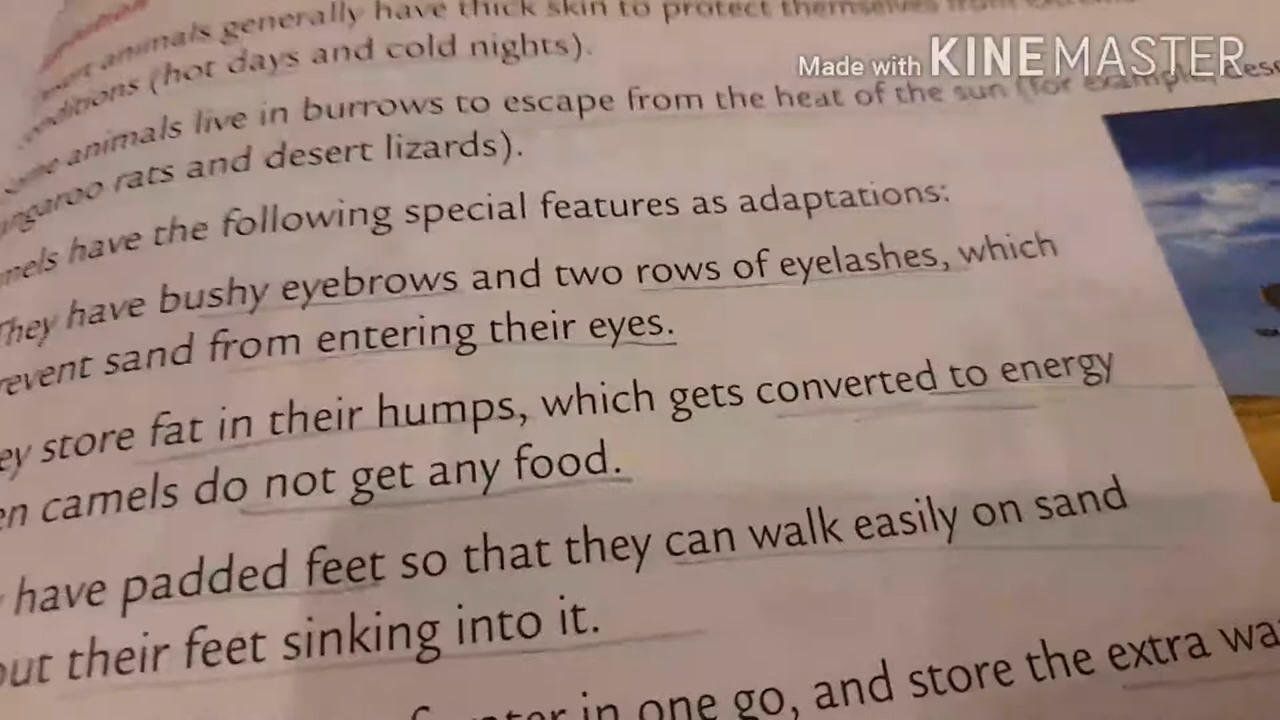 animals generally have thick skin to protect themselves from
Made with KINEMASTER
conditions (hot days and cold nights).
animals live in burrows to escape from the heat of the sun (for example,
rats and desert lizards).
mels have the following special features as adaptations:
They have bushy eyebrows and two rows of eyelashes, which
revent sand from entering their eyes.
ey store fat in their humps, which gets converted to energy
en camels do not get any food.
have padded feet so that they can walk easily on sand
out their feet sinking into it.
in one go, and store the extra wa